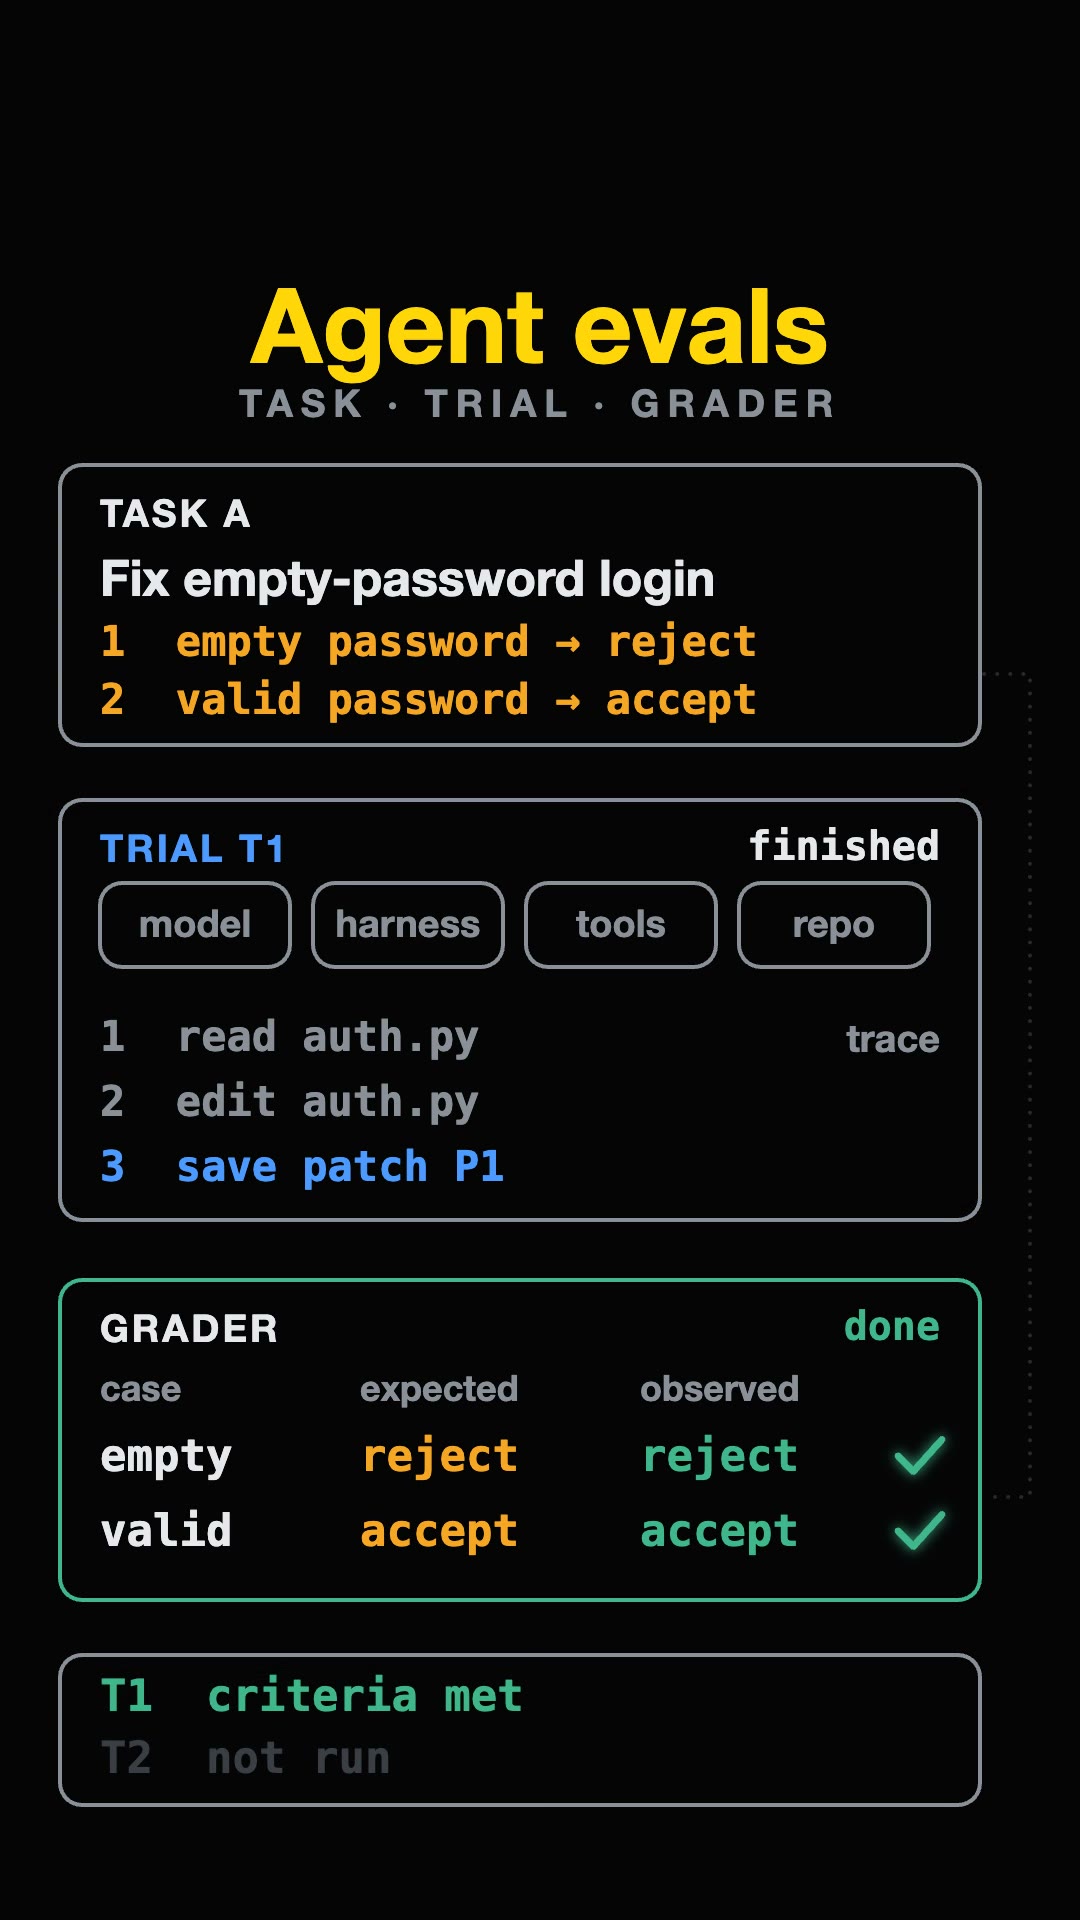 Agent evals
TASK · TRIAL · GRADER
TASK A
Fix empty-password login
1 empty password → reject
2 valid password → accept
TRIAL T1 finished
model harness tools repo
1 read auth.py trace
2 edit auth.py
3 save patch P1
GRADER done
case expected observed
empty reject reject ✓
valid accept accept ✓
T1 criteria met
T2 not run